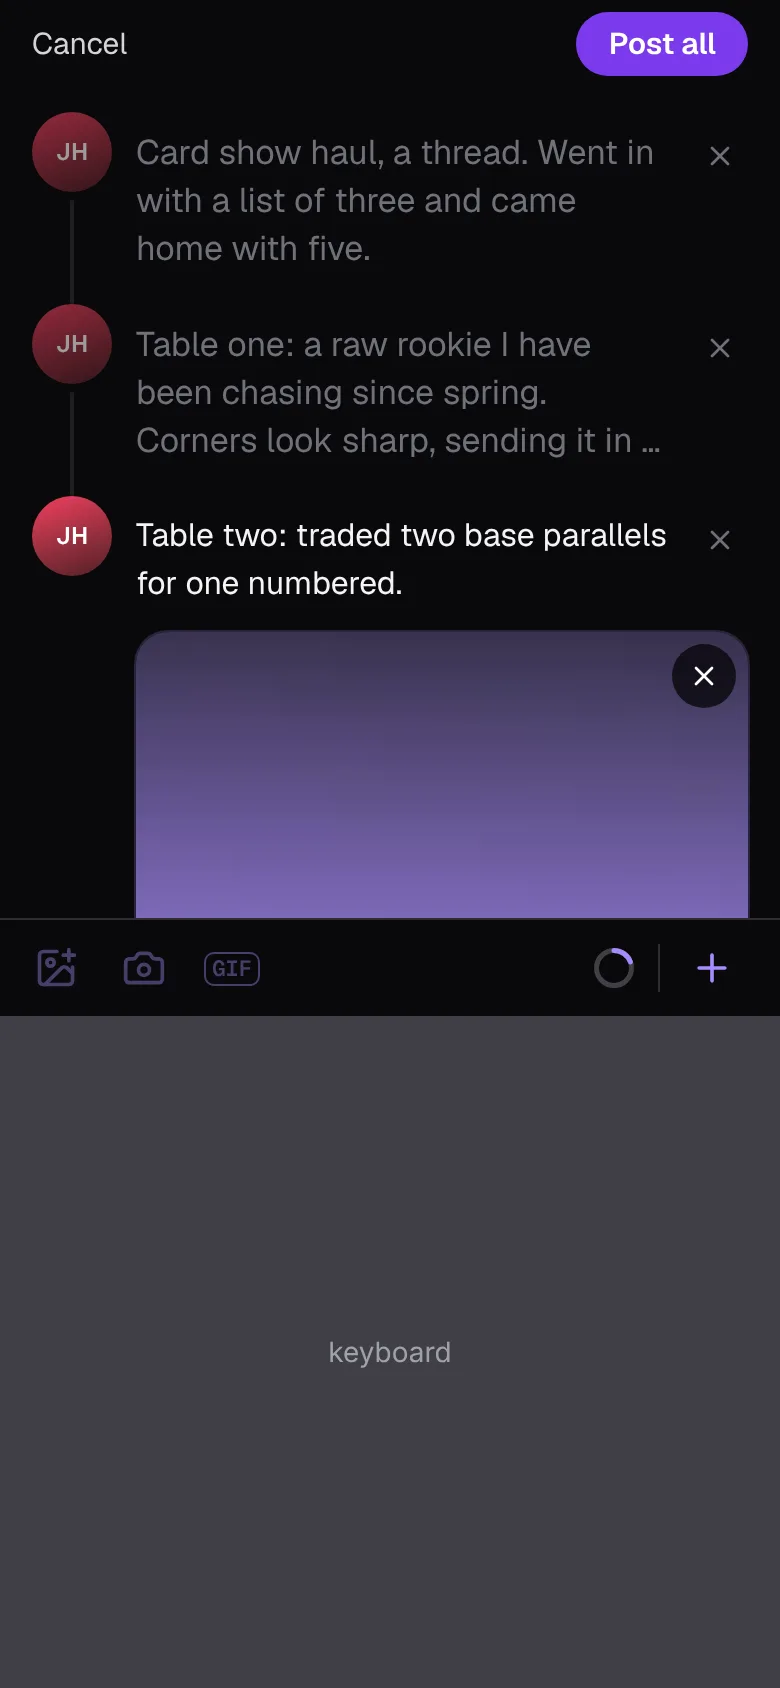 Cancel
Post all
JH
Card show haul, a thread. Went in
with a list of three and came
home with five.
JH
Table one: a raw rookie I have
been chasing since spring.
Corners look sharp, sending it in ...
JH
Table two: traded two base parallels
for one numbered.
GIF
keyboard